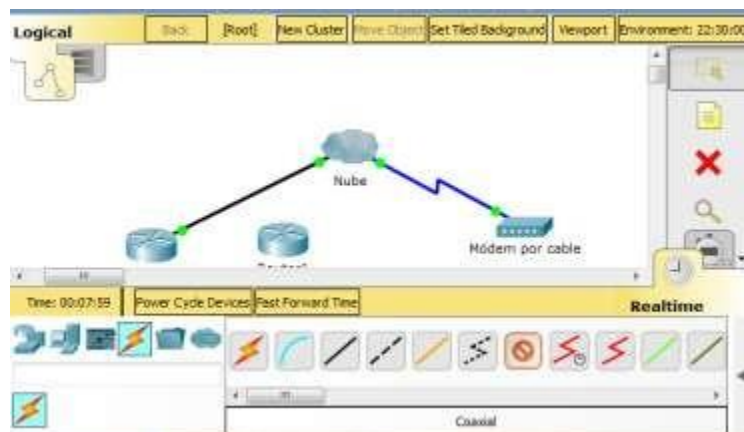 Logical Back [Root] New Cluster Move Object Set Tiled Background Viewport Environment: 22:30:00
Nube
Módem por cable
Time: 00:07:59 Power Cycle Devices Fast Forward Time Realtime
Coaxial